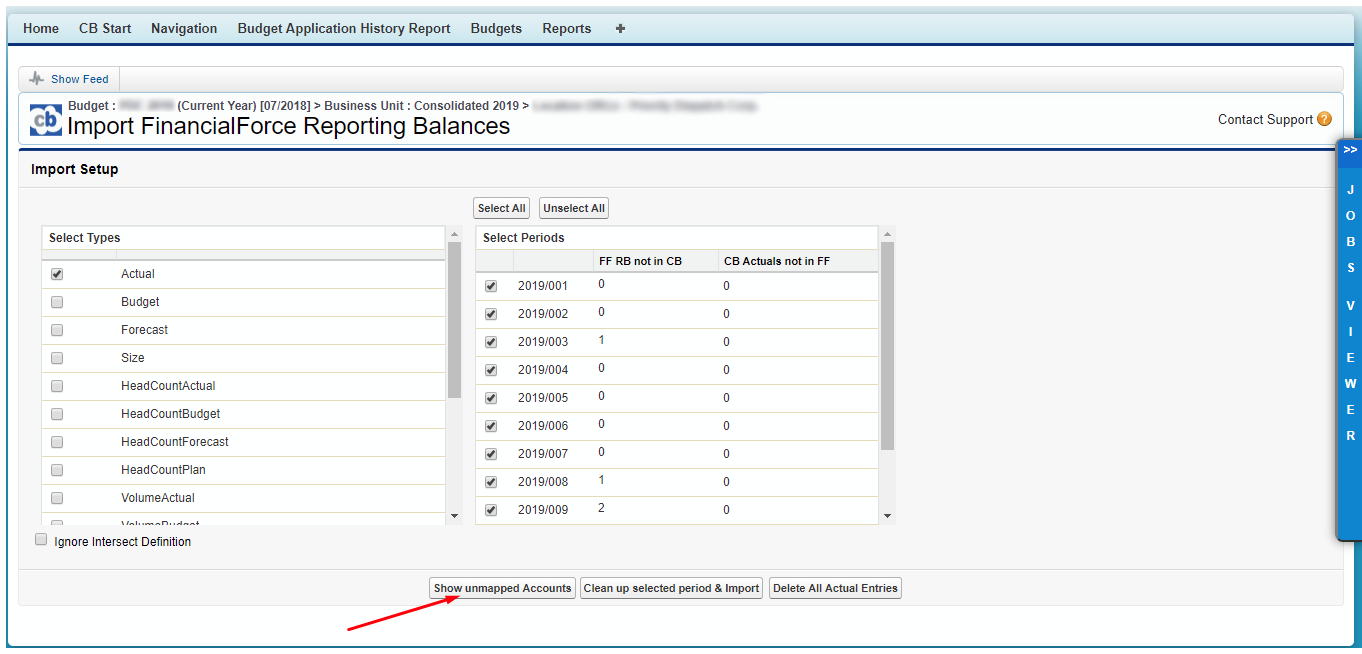 Home CB Start Navigation Budget Application History Report Budgets Reports +
Show Feed
Budget : (Current Year) [07/2018] > Business Unit : Consolidated 2019 >
cb
Import FinancialForce Reporting Balances
Contact Support ?
>>
Import Setup
Select All Unselect All
Select Types
Actual
Budget
Forecast
Size
HeadCountActual
HeadCountBudget
HeadCountForecast
HeadCountPlan
VolumeActual
VolumeBudget
Select Periods
FF RB not in CB CB Actuals not in FF
2019/001 0 0
2019/002 0 0
2019/003 1 0
2019/004 0 0
2019/005 0 0
2019/006 0 0
2019/007 0 0
2019/008 1 0
2019/009 2 0
Ignore Intersect Definition
Show unmapped Accounts Clean up selected period & Import Delete All Actual Entries
JOBS VIEWER